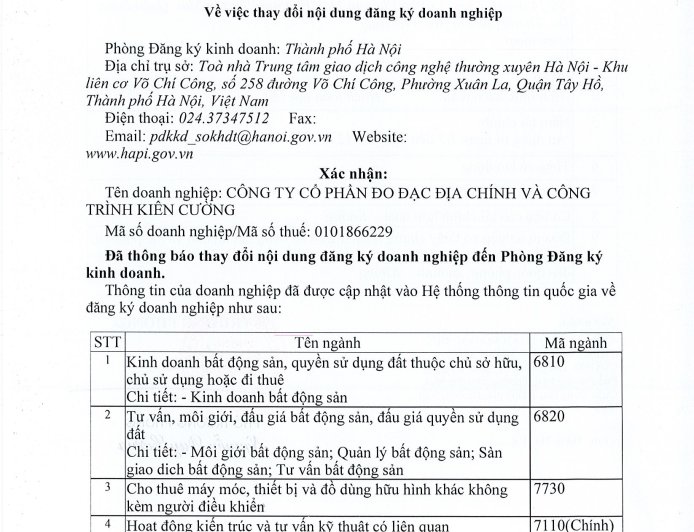 Về việc thay đổi nội dung đăng ký doanh nghiệp
Phòng Đăng ký kinh doanh: Thành phố Hà Nội
Địa chỉ trụ sở: Toà nhà Trung tâm giao dịch công nghệ thường xuyên Hà Nội - Khu
liên cơ Võ Chí Công, số 258 đường Võ Chí Công, Phường Xuân La, Quận Tây Hồ,
Thành phố Hà Nội, Việt Nam
Điện thoại: 024.37347512 Fax:
Email: pdkkd_sokhdt@hanoi.gov.vn Website:
www.hapi.gov.vn
Xác nhận:
Tên doanh nghiệp: CÔNG TY CỔ PHẦN ĐO ĐẠC ĐỊA CHÍNH VÀ CÔNG
TRÌNH KIÊN CƯỜNG
Mã số doanh nghiệp/Mã số thuế: 0101866229
Đã thông báo thay đổi nội dung đăng ký doanh nghiệp đến Phòng Đăng ký
kinh doanh.
Thông tin của doanh nghiệp đã được cập nhật vào Hệ thống thông tin quốc gia về
đăng ký doanh nghiệp như sau:
STT Tên ngành Mã ngành
1 Kinh doanh bất động sản, quyền sử dụng đất thuộc chủ sở hữu, 6810
chủ sử dụng hoặc đi thuê
Chi tiết: - Kinh doanh bất động sản
2 Tư vấn, môi giới, đấu giá bất động sản, đấu giá quyền sử dụng 6820
đất
Chi tiết: - Môi giới bất động sản; Quản lý bất động sản; Sàn
giao dich bất động sản; Tư vấn bất động sản
3 Cho thuê máy móc, thiết bị và đồ dùng hữu hình khác không 7730
kèm người điều khiển
4 Hoạt động kiến trúc và tư vấn kỹ thuật có liên quan 7110(Chính)